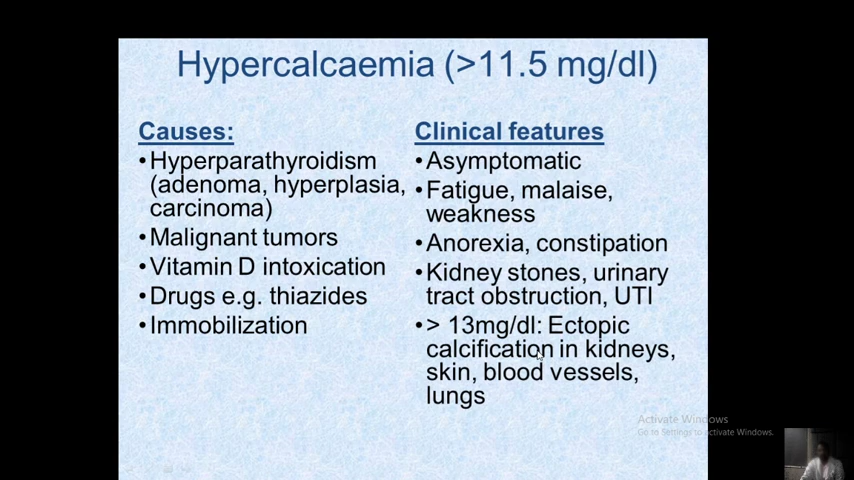 Hypercalcaemia (>11.5 mg/dl)
Causes:
•Hyperparathyroidism
(adenoma, hyperplasia,
carcinoma)
•Malignant tumors
•Vitamin D intoxication
•Drugs e.g. thiazides
•Immobilization
Clinical features
•Asymptomatic
•Fatigue, malaise,
weakness
•Anorexia, constipation
•Kidney stones, urinary
tract obstruction, UTI
•> 13mg/dl: Ectopic
calcification in kidneys,
skin, blood vessels,
lungs
Activate Windows
Go to Settings to activate Windows.